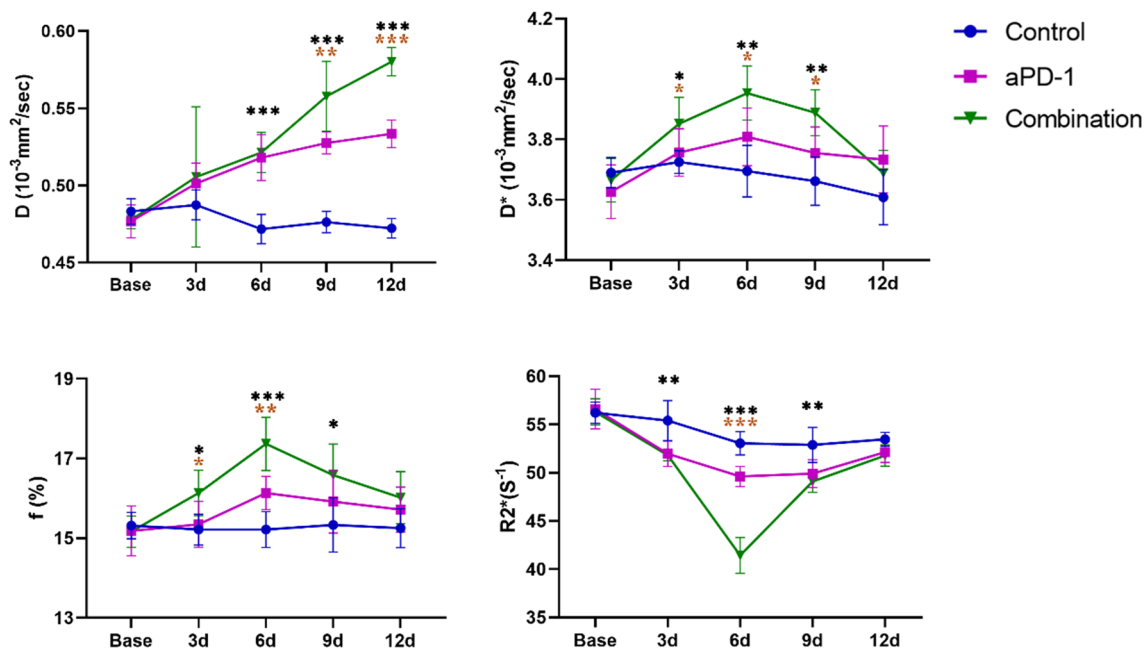 D (10⁻³mm²/sec)
0.60
0.55
0.50
0.45
*** *** ***
** ***
Base 3d 6d 9d 12d
D* (10⁻³mm²/sec)
4.2
4.0
3.8
3.6
3.4
* ** **
* * *
Base 3d 6d 9d 12d
Control
aPD-1
Combination
f (%)
19
17
15
13
* *** *
* **
Base 3d 6d 9d 12d
R2*(S⁻¹)
60
55
50
45
40
35
** *** **
***
Base 3d 6d 9d 12d